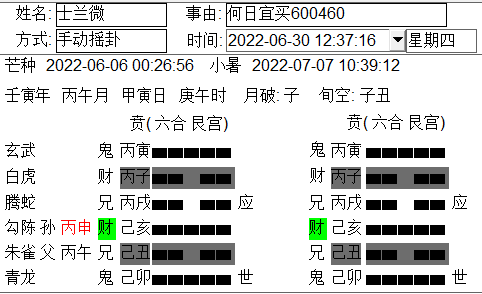 姓名: 士兰微 事由: 何日宜买600460
方式: 手动摇卦 时间: 2022-06-30 12:37:16 星期四
芒种 2022-06-06 00:26:56 小暑 2022-07-07 10:39:12
壬寅年 丙午月 甲寅日 庚午时 月破: 子 旬空: 子丑
贲( 六合 艮宫) 贲( 六合 艮宫)
玄武 鬼 丙寅 鬼 丙寅
白虎 财 丙子 财 丙子
腾蛇 兄 丙戌 应 兄 丙戌 应
勾陈 孙 丙申 财 己亥 财 己亥
朱雀 父 丙午 兄 己丑 兄 己丑
青龙 鬼 己卯 世 鬼 己卯 世